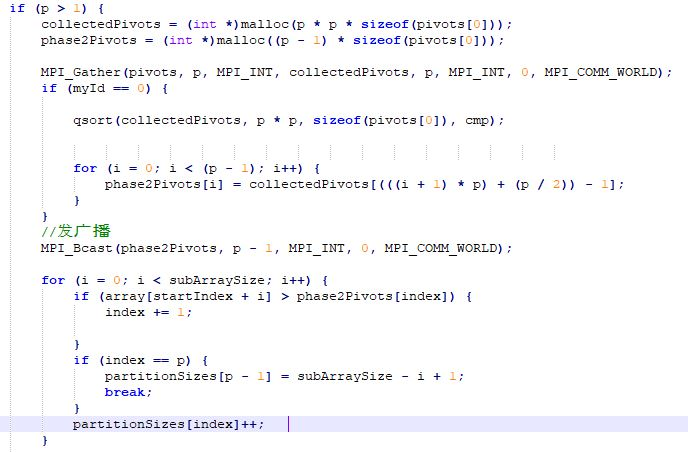 if (p > 1) {
collectedPivots = (int *)malloc(p * p * sizeof(pivots[0]));
phase2Pivots = (int *)malloc((p - 1) * sizeof(pivots[0]));
MPI_Gather(pivots, p, MPI_INT, collectedPivots, p, MPI_INT, 0, MPI_COMM_WORLD);
if (myId == 0) {
qsort(collectedPivots, p * p, sizeof(pivots[0]), cmp);
for (i = 0; i < (p - 1); i++) {
phase2Pivots[i] = collectedPivots[(((i + 1) * p) + (p / 2)) - 1];
}
}
//发广播
MPI_Bcast(phase2Pivots, p - 1, MPI_INT, 0, MPI_COMM_WORLD);
for (i = 0; i < subArraySize; i++) {
if (array[startIndex + i] > phase2Pivots[index]) {
index += 1;
}
if (index == p) {
partitionSizes[p - 1] = subArraySize - i + 1;
break;
}
partitionSizes[index]++;
}